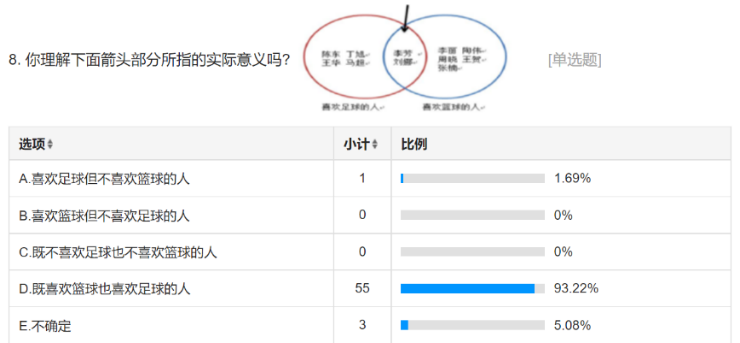 8. 你理解下面箭头部分所指的实际意义吗?
陈东 丁旭
王华 马超
李芳
刘娜
陶伟
周晓 王贺
张楠
喜欢足球的人
喜欢篮球的人
[单选题]
选项 小计 比例
A.喜欢足球但不喜欢篮球的人 1 1.69%
B.喜欢篮球但不喜欢足球的人 0 0%
C.既不喜欢足球也不喜欢篮球的人 0 0%
D.既喜欢篮球也喜欢足球的人 55 93.22%
E.不确定 3 5.08%